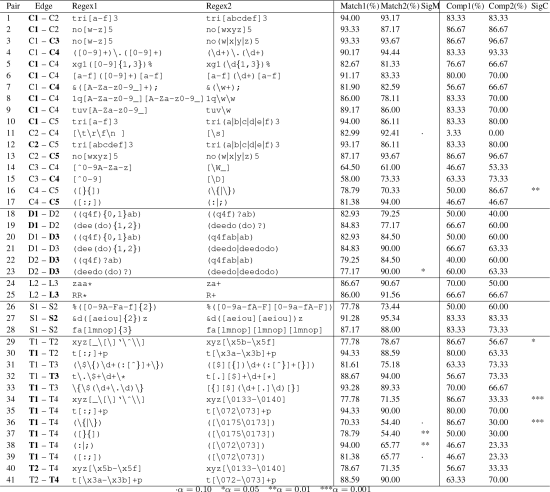 Pair Edge Regex1 Regex2 Match1(%) Match2(%) SigM Comp1(%) Comp2(%) SigC
1 C1 – C2 tri[a-f]3 tri[abcdef]3 94.00 93.17 83.33 83.33
2 C1 – C2 no[w-z]5 no[wxyz]5 93.33 87.17 86.67 86.67
3 C1 – C3 no[w-z]5 no(w|x|y|z)5 93.33 93.67 86.67 96.67
4 C1 – C4 ([0-9]+)\.([0-9]+) (\d+)\.(\d+) 90.17 94.44 83.33 93.33
5 C1 – C4 xg1([0-9]{1,3})% xg1(\d{1,3})% 82.67 81.33 76.67 66.67
6 C1 – C4 [a-f]([0-9]+)[a-f] [a-f](\d+)[a-f] 91.17 83.33 80.00 70.00
7 C1 – C4 &([A-Za-z0-9_]+); &(\w+); 81.90 82.59 56.67 66.67
8 C1 – C4 1q[A-Za-z0-9_][A-Za-z0-9_] 1q\w\w 86.00 78.11 83.33 70.00
9 C1 – C4 tuv[A-Za-z0-9_] tuv\w 89.17 86.00 83.33 70.00
10 C1 – C5 tri[a-f]3 tri(a|b|c|d|e|f)3 94.00 86.11 83.33 80.00
11 C2 – C4 [\t\r\f\n ] [\s] 82.99 92.41 · 3.33 0.00
12 C2 – C5 tri[abcdef]3 tri(a|b|c|d|e|f)3 93.17 86.11 83.33 80.00
13 C2 – C5 no[wxyz]5 no(w|x|y|z)5 87.17 93.67 86.67 96.67
14 C3 – C4 [^0-9A-Za-z] [\W_] 64.50 61.00 46.67 53.33
15 C3 – C4 [^0-9] [\D] 58.00 73.33 63.33 73.33
16 C4 – C5 ([}{]) (\{|\}) 78.79 70.33 50.00 86.67 **
17 C4 – C5 ([:;]) (:|;) 81.38 94.00 46.67 46.67
18 D1 – D2 ((q4f){0,1}ab) ((q4f)?ab) 82.93 79.25 50.00 40.00
19 D1 – D2 (dee(do){1,2}) (deedo(do)?) 84.83 77.17 66.67 60.00
20 D1 – D3 ((q4f){0,1}ab) (q4fab|ab) 82.93 84.50 50.00 60.00
21 D1 – D3 (dee(do){1,2}) (deedo|deedodo) 84.83 90.00 66.67 63.33
22 D2 – D3 ((q4f)?ab) (q4fab|ab) 79.25 84.50 40.00 60.00
23 D2 – D3 (deedo(do)?) (deedo|deedodo) 77.17 90.00 * 60.00 63.33
24 L2 – L3 zaa* za+ 86.67 90.67 70.00 66.67
25 L2 – L3 RR* R+ 86.00 91.56 66.67 66.67
26 S1 – S2 %([0-9A-Fa-f]{2}) %([0-9a-fA-F][0-9a-fA-F]) 77.78 73.44 50.00 60.00
27 S1 – S2 &d([aeiou]{2})z &d([aeiou][aeiou])z 91.28 95.34 83.33 83.33
28 S1 – S2 fa[lmnop]{3} fa[lmnop][lmnop][lmnop] 87.17 88.00 83.33 73.33
29 T1 – T2 xyz[_\[\]`\^\\] xyz[\x5b-\x5f] 77.78 78.67 86.67 56.67 *
30 T1 – T2 t[:;]+p t[\x3a-\x3b]+p 94.33 88.59 80.00 63.33
31 T1 – T3 (\$\{)\d+(:[^}]+\}) ([$][{])\d+(:[^}]+[}]) 81.61 75.18 63.33 73.33
32 T1 – T3 t\.\$+\d+\* t[.][$]+\d+[*] 88.67 94.00 56.67 73.33
33 T1 – T3 \{\$(\d+\.\d)\} [{][$](\d+[.]\d)[}] 93.28 89.33 70.00 66.67
34 T1 – T4 xyz[_\[\]`\^\\] xyz[\0133-\0140] 77.78 71.35 86.67 33.33 ***
35 T1 – T4 t[:;]+p t[\072\073]+p 94.33 90.00 80.00 70.00
36 T1 – T4 (\{|\}) ([\0175\0173]) 70.33 54.40 · 86.67 30.00 ***
37 T1 – T4 ([}{]) ([\0175\0173]) 78.79 54.40 ** 50.00 30.00
38 T1 – T4 (:|;) ([\072\073]) 94.00 65.77 ** 46.67 23.33
39 T1 – T4 ([:;]) ([\072\073]) 81.38 65.77 · 46.67 23.33
40 T2 – T4 xyz[\x5b-\x5f] xyz[\0133-\0140] 78.67 71.35 56.67 33.33
41 T2 – T4 t[\x3a-\x3b]+p t[\072-\073]+p 88.59 90.00 63.33 70.00
·α = 0.10 *α = 0.05 **α = 0.01 ***α = 0.001